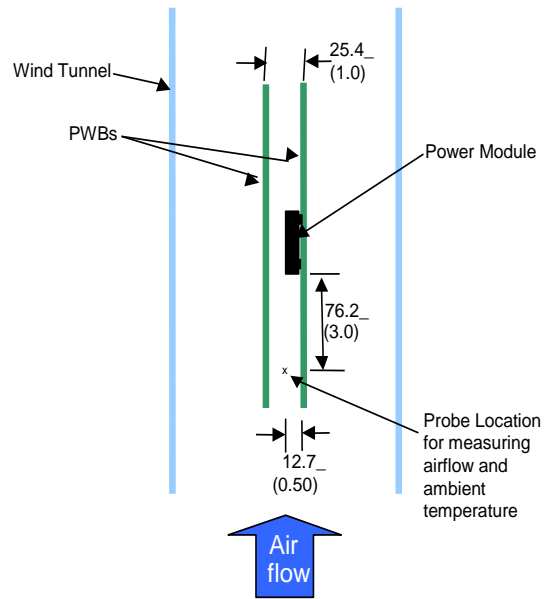 25.4_
(1.0)
Wind Tunnel
PWBs
Power Module
76.2_
(3.0)
x
Probe Location
for measuring
airflow and
ambient
temperature
12.7_
(0.50)
Air
flow